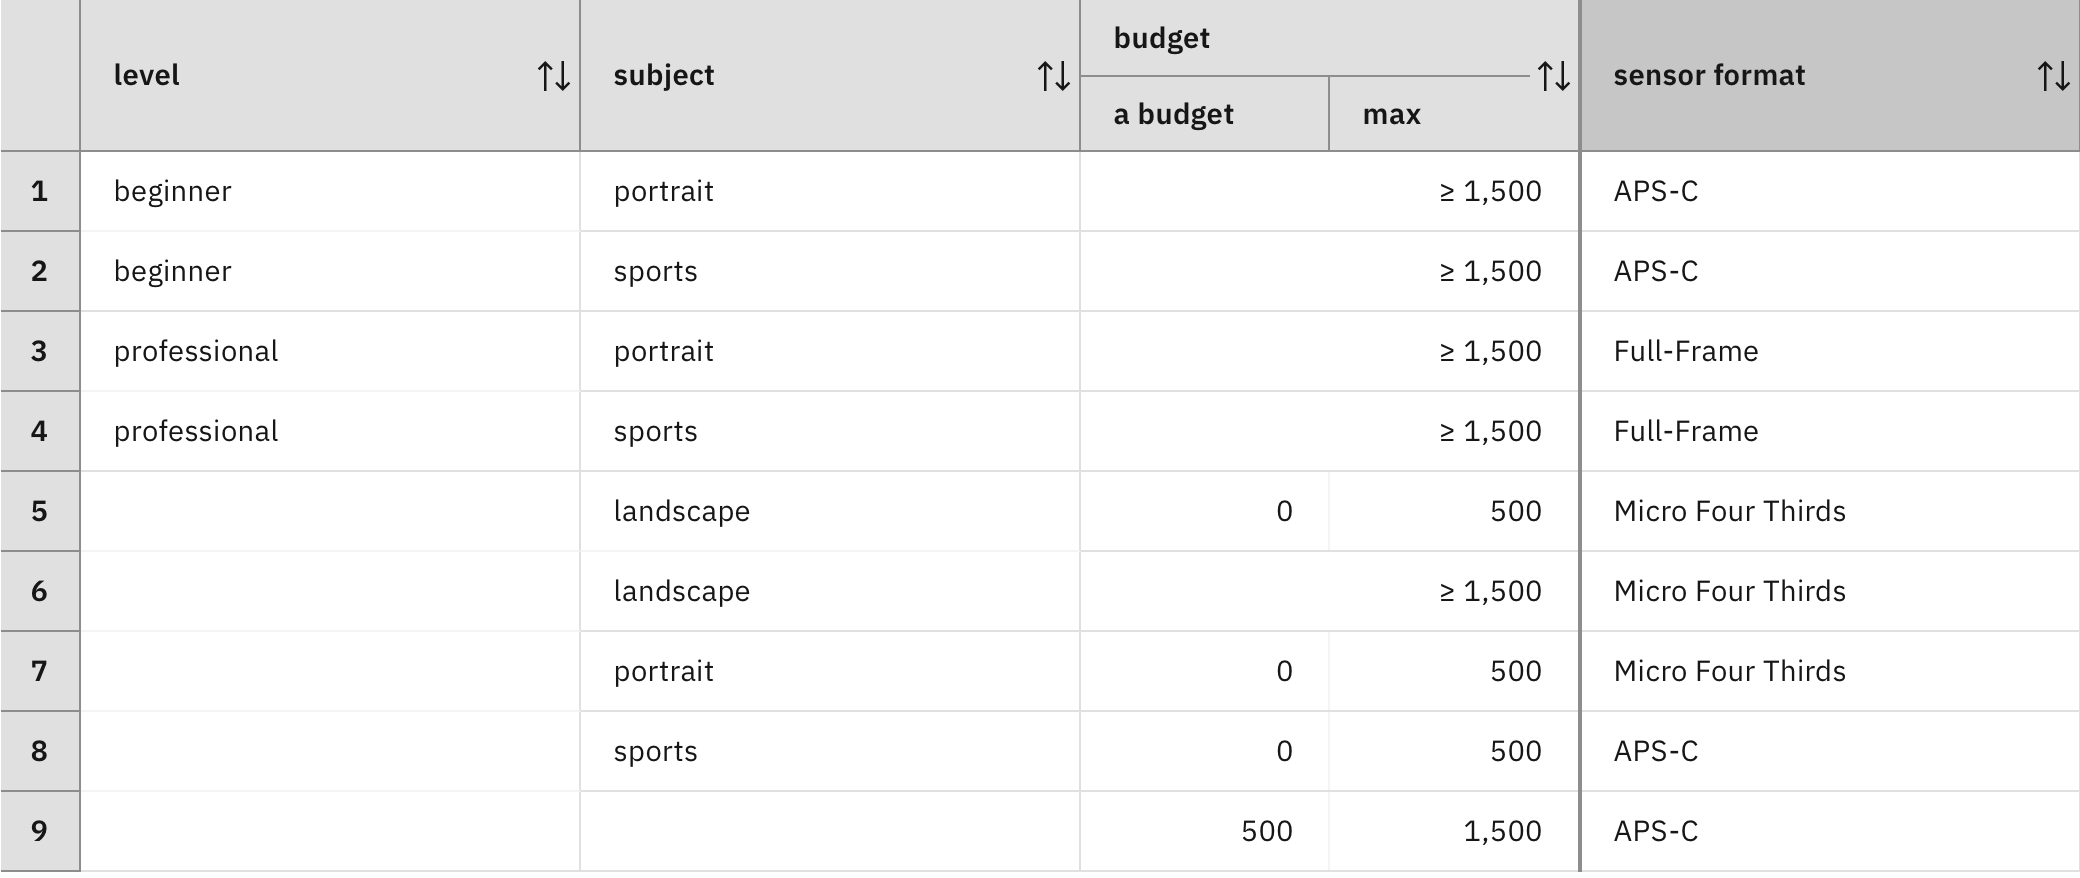 level ↑↓ subject ↑↓ budget ↑↓ sensor format ↑↓
a budget max
1 beginner portrait ≥ 1,500 APS-C
2 beginner sports ≥ 1,500 APS-C
3 professional portrait ≥ 1,500 Full-Frame
4 professional sports ≥ 1,500 Full-Frame
5 landscape 0 500 Micro Four Thirds
6 landscape ≥ 1,500 Micro Four Thirds
7 portrait 0 500 Micro Four Thirds
8 sports 0 500 APS-C
9 500 1,500 APS-C